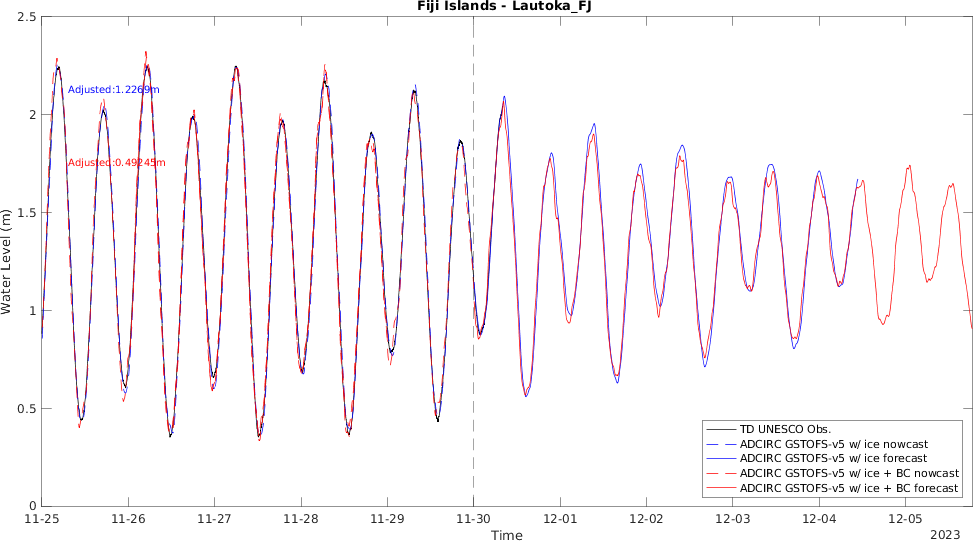 Fiji Islands - Lautoka_FJ
2.5
2
1.5
1
0.5
0
Water Level (m)
Adjusted:1.2269m
Adjusted:0.49245m
TD UNESCO Obs.
ADCIRC GSTOFS-v5 w/ ice nowcast
ADCIRC GSTOFS-v5 w/ ice forecast
ADCIRC GSTOFS-v5 w/ ice + BC nowcast
ADCIRC GSTOFS-v5 w/ ice + BC forecast
11-25 11-26 11-27 11-28 11-29 11-30 12-01 12-02 12-03 12-04 12-05
Time
2023